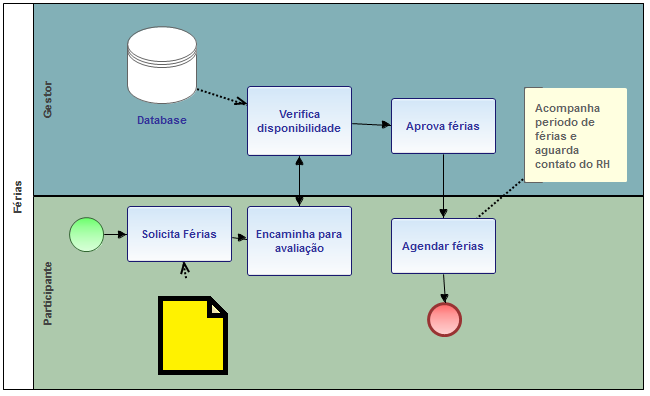 Férias
Gestor
Database
Verifica
disponibilidade
Aprova férias
Acompanha
periodo de
férias e
aguarda
contato do RH
Participante
Solicita Férias
Encaminha para
avaliação
Agendar férias